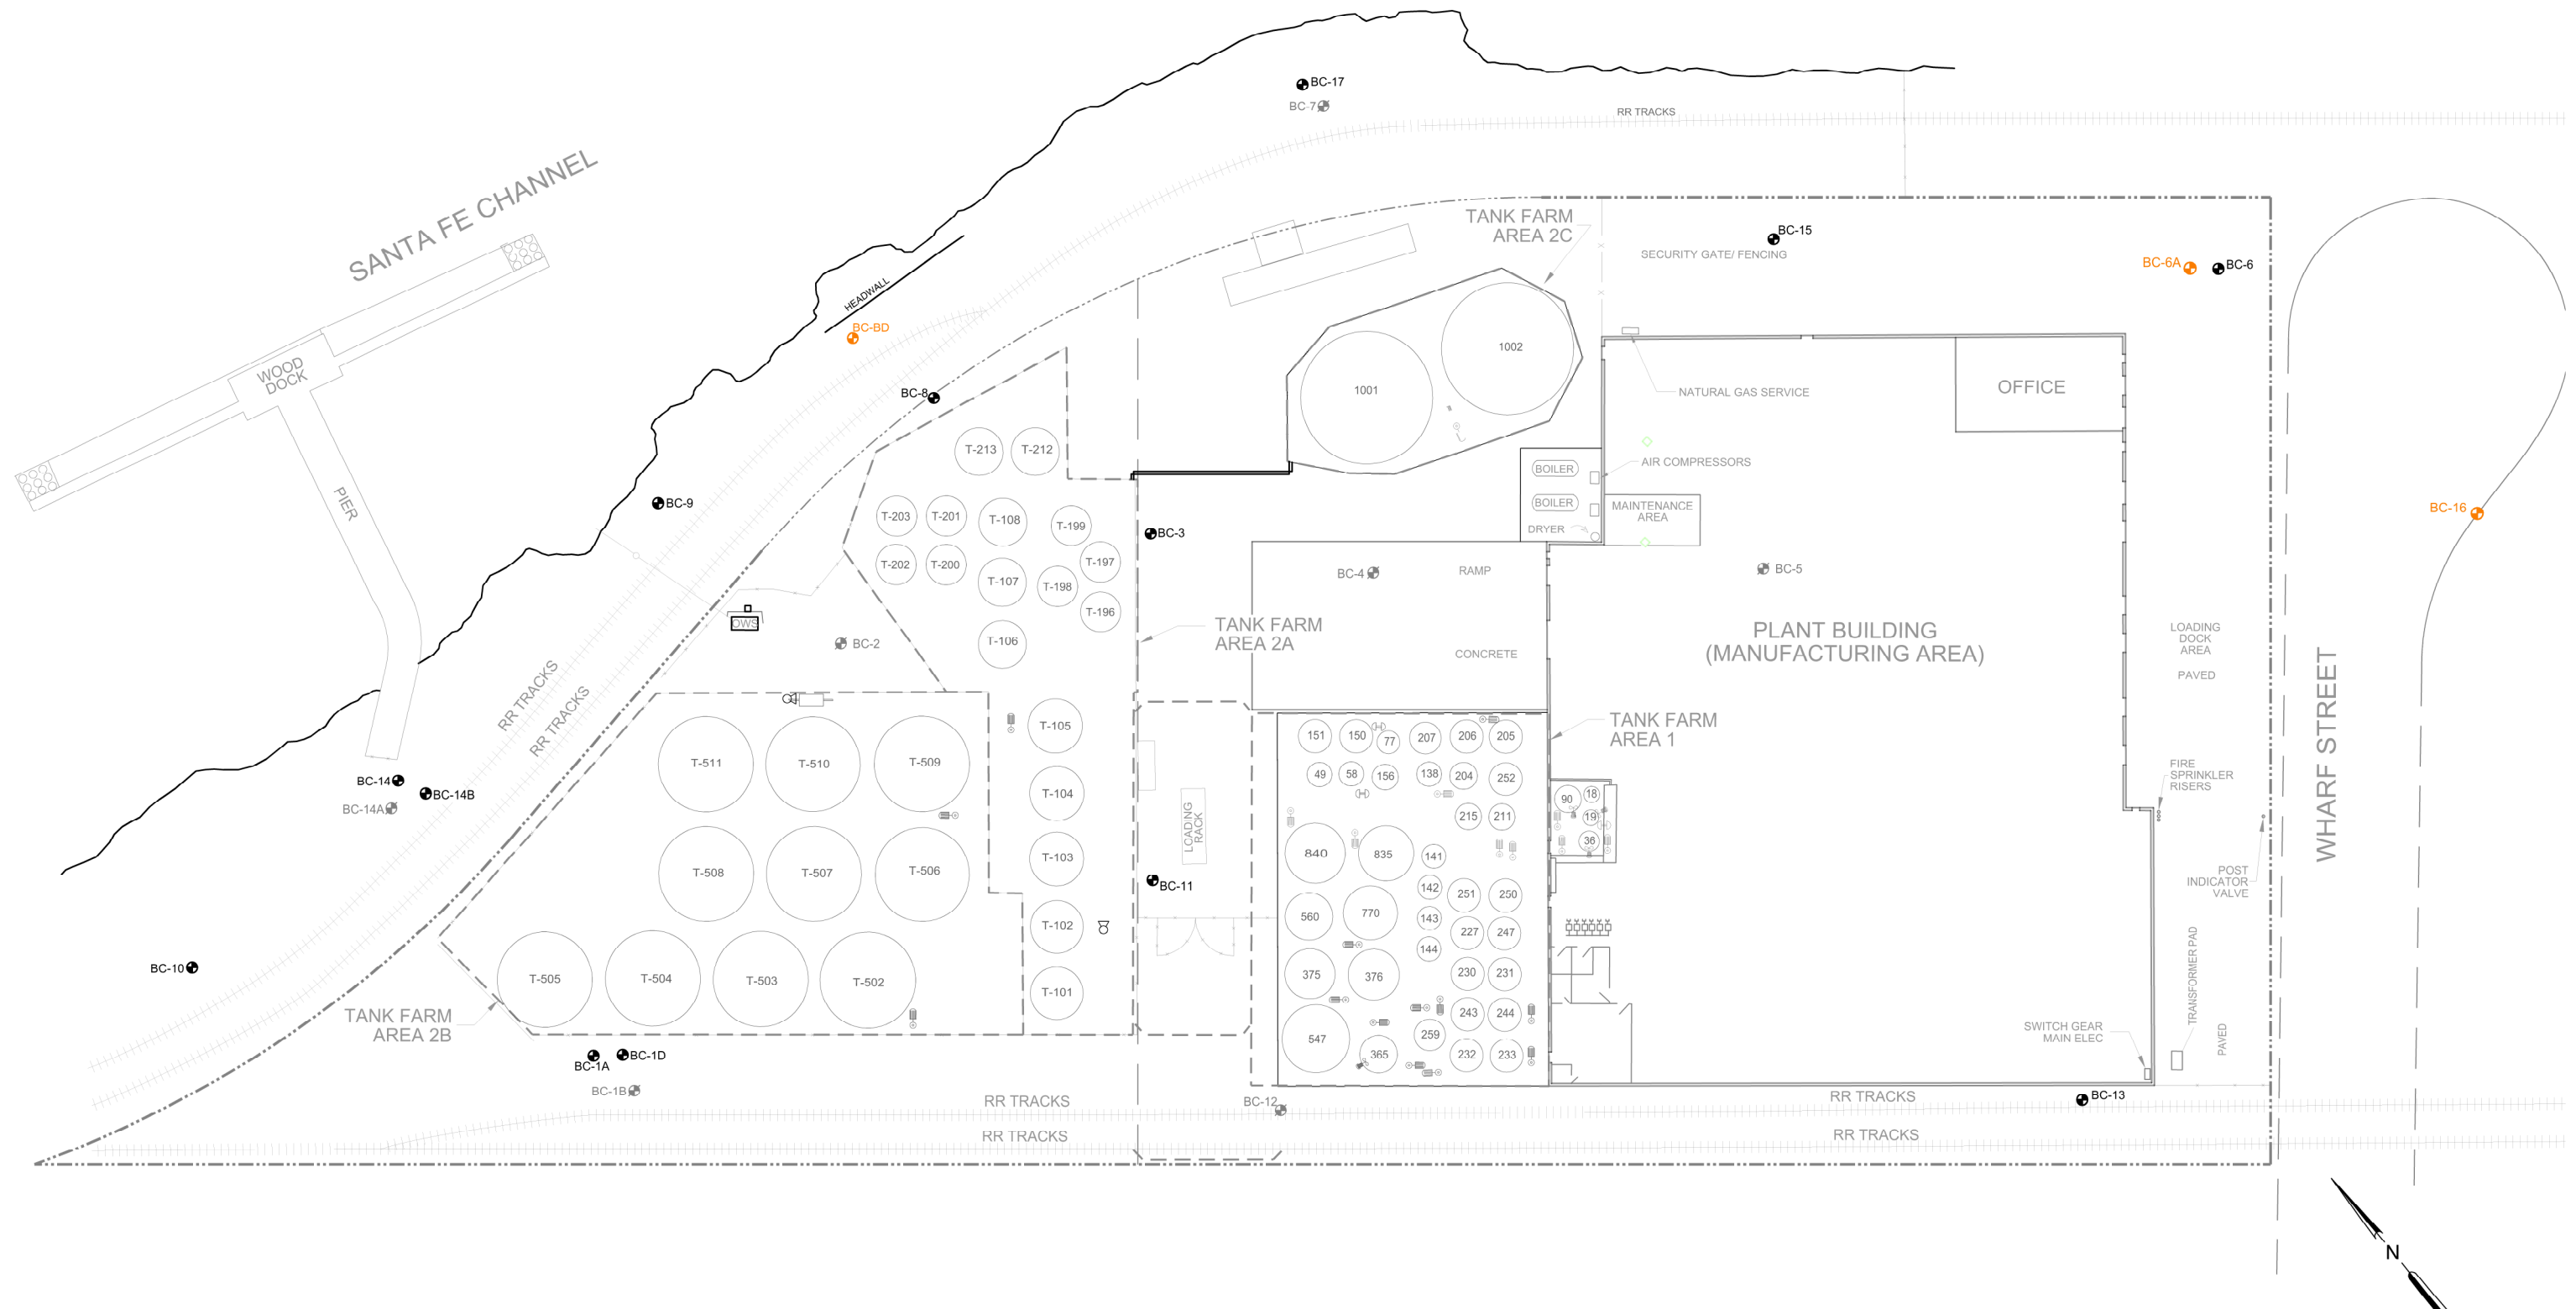 BC-17
BC-7
RR TRACKS
SANTA FE CHANNEL
TANK FARM
AREA 2C
BC-15
SECURITY GATE/ FENCING
BC-6A
BC-6
HEADWALL
BC-BD
WOOD
DOCK
1002
1001
OFFICE
NATURAL GAS SERVICE
BC-8
T-213
T-212
BOILER
AIR COMPRESSORS
BOILER
MAINTENANCE
AREA
DRYER
PIER
BC-9
BC-16
T-203
T-201
T-108
T-199
BC-3
T-202
T-200
T-107
T-198
T-197
T-196
BC-4
RAMP
BC-5
OWS
BC-2
T-106
TANK FARM
AREA 2A
CONCRETE
PLANT BUILDING
(MANUFACTURING AREA)
LOADING
DOCK
AREA
PAVED
WHARF STREET
RR TRACKS
RR TRACKS
T-105
TANK FARM
AREA 1
151
150
77
207
206
205
T-511
T-510
T-509
49
58
156
138
204
252
BC-14
BC-14B
BC-14A
T-104
FIRE
SPRINKLER
RISERS
90
18
19
36
215
211
LOADING
RACK
840
835
141
T-103
T-508
T-507
T-506
BC-11
142
251
250
POST
INDICATOR
VALVE
560
770
143
227
247
T-102
144
BC-10
T-505
T-504
T-503
T-502
T-101
375
376
230
231
TRANSFORMER PAD
TANK FARM
AREA 2B
243
244
SWITCH GEAR
MAIN ELEC
PAVED
547
259
365
232
233
BC-1A
BC-1D
BC-1B
RR TRACKS
BC-12
RR TRACKS
BC-13
RR TRACKS
RR TRACKS
N